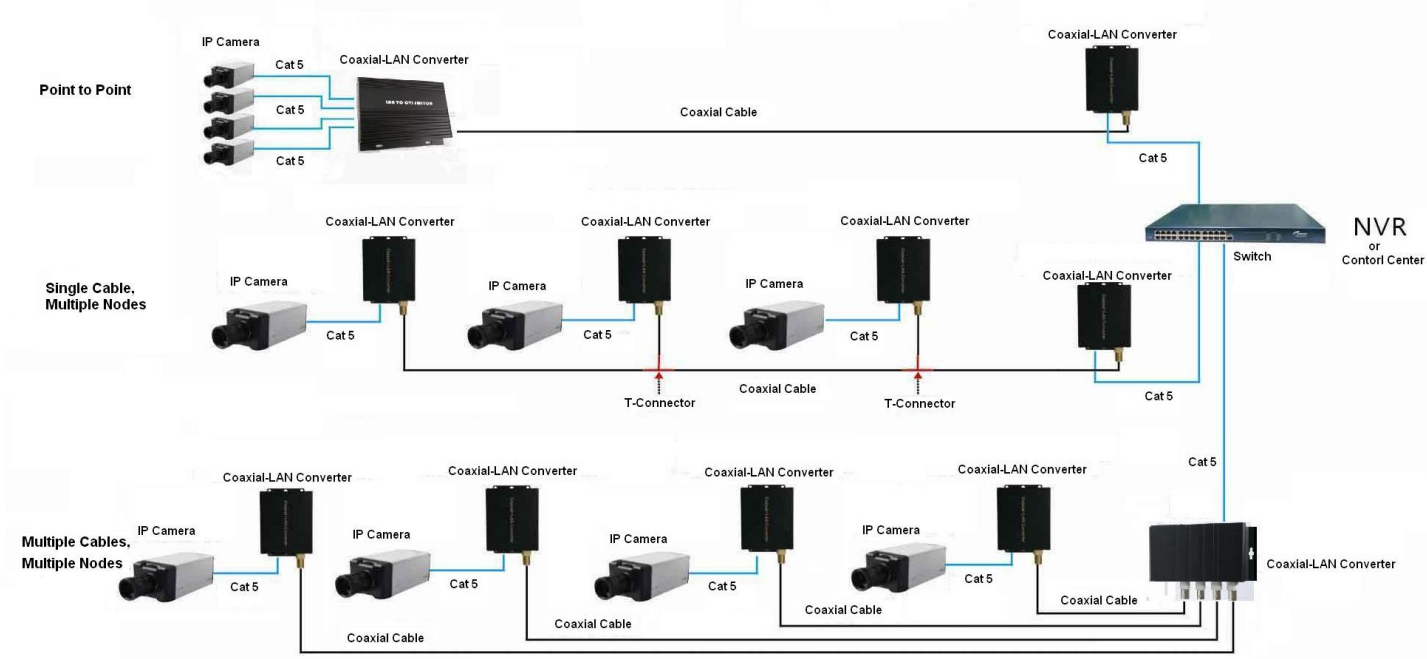 Point to Point
IP Camera
Cat 5
Cat 5
Cat 5
Coaxial-LAN Converter
Coaxial Cable
Coaxial-LAN Converter
Cat 5
Switch
NVR
or
Contorl Center
Single Cable,
Multiple Nodes
IP Camera
Cat 5
Coaxial-LAN Converter
IP Camera
Cat 5
Coaxial-LAN Converter
IP Camera
Cat 5
Coaxial-LAN Converter
Coaxial-LAN Converter
Coaxial Cable
T-Connector
T-Connector
Cat 5
Cat 5
Multiple Cables,
Multiple Nodes
IP Camera
Cat 5
Coaxial-LAN Converter
IP Camera
Cat 5
Coaxial-LAN Converter
IP Camera
Cat 5
Coaxial-LAN Converter
IP Camera
Cat 5
Coaxial-LAN Converter
Coaxial-LAN Converter
Coaxial Cable
Coaxial Cable
Coaxial Cable
Coaxial Cable